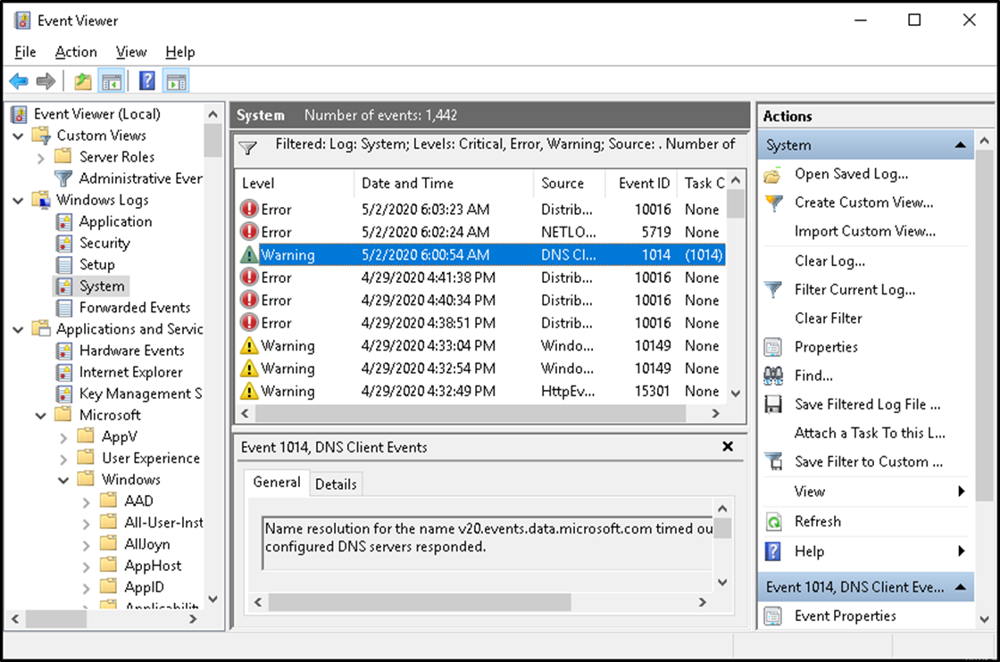 Event Viewer
File Action View Help
Event Viewer (Local)
Custom Views
Server Roles
Administrative Ever
Windows Logs
Application
Security
Setup
System
Forwarded Events
Applications and Servic
Hardware Events
Internet Explorer
Key Management S
Microsoft
AppV
User Experience
Windows
AAD
All-User-Inst
AllJoyn
AppHost
AppID
Applicability
System Number of events: 1,442
Filtered: Log: System; Levels: Critical, Error, Warning; Source: . Number of
Level Date and Time Source Event ID Task C
Error 5/2/2020 6:03:23 AM Distrib... 10016 None
Error 5/2/2020 6:02:24 AM NETLO... 5719 None
Warning 5/2/2020 6:00:54 AM DNS Cl... 1014 (1014)
Error 4/29/2020 4:41:38 PM Distrib... 10016 None
Error 4/29/2020 4:40:34 PM Distrib... 10016 None
Error 4/29/2020 4:38:51 PM Distrib... 10016 None
Warning 4/29/2020 4:33:04 PM Windo... 10149 None
Warning 4/29/2020 4:32:54 PM Windo... 10149 None
Warning 4/29/2020 4:32:49 PM HttpEv... 15301 None
Event 1014, DNS Client Events
General Details
Name resolution for the name v20.events.data.microsoft.com timed ou
configured DNS servers responded.
Actions
System
Open Saved Log...
Create Custom View...
Import Custom View...
Clear Log...
Filter Current Log...
Clear Filter
Properties
Find...
Save Filtered Log File ...
Attach a Task To this L...
Save Filter to Custom ...
View
Refresh
Help
Event 1014, DNS Client Eve...
Event Properties